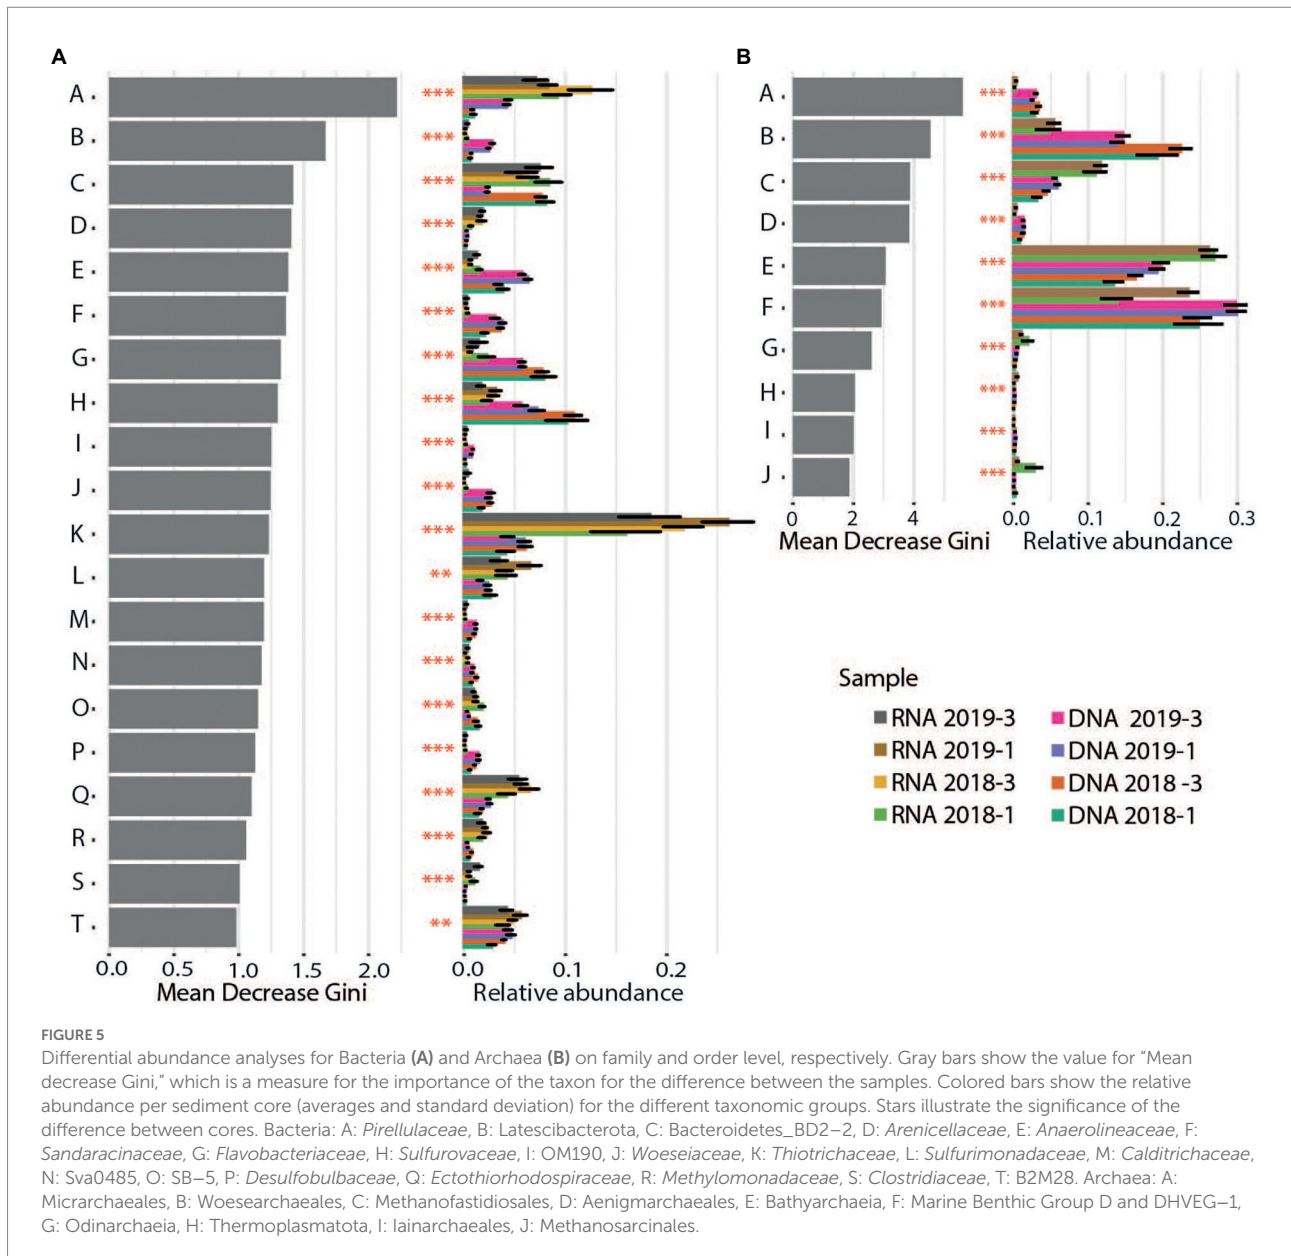 A
B
A
B
C
D
E
F
G
H
I
J
K
L
M
N
O
P
Q
R
S
T
***
***
***
***
***
***
***
***
***
***
***
**
***
***
***
***
***
***
***
**
0.0 0.5 1.0 1.5 2.0
Mean Decrease Gini
0.0 0.1 0.2
Relative abundance
A
B
C
D
E
F
G
H
I
J
***
***
***
***
***
***
***
***
***
***
0 2 4
Mean Decrease Gini
0.0 0.1 0.2 0.3
Relative abundance
Sample
RNA 2019-3 DNA 2019-3
RNA 2019-1 DNA 2019-1
RNA 2018-3 DNA 2018 -3
RNA 2018-1 DNA 2018-1
FIGURE 5
Differential abundance analyses for Bacteria (A) and Archaea (B) on family and order level, respectively. Gray bars show the value for "Mean
decrease Gini," which is a measure for the importance of the taxon for the difference between the samples. Colored bars show the relative
abundance per sediment core (averages and standard deviation) for the different taxonomic groups. Stars illustrate the significance of the
difference between cores. Bacteria: A: Pirellulaceae, B: Latescibacterota, C: Bacteroidetes_BD2−2, D: Arenicellaceae, E: Anaerolineaceae, F:
Sandaracinaceae, G: Flavobacteriaceae, H: Sulfurovaceae, I: OM190, J: Woeseiaceae, K: Thiotrichaceae, L: Sulfurimonadaceae, M: Calditrichaceae,
N: Sva0485, O: SB−5, P: Desulfobulbaceae, Q: Ectothiorhodospiraceae, R: Methylomonadaceae, S: Clostridiaceae, T: B2M28. Archaea: A:
Micrarchaeales, B: Woesearchaeales, C: Methanofastidiosales, D: Aenigmarchaeales, E: Bathyarchaeia, F: Marine Benthic Group D and DHVEG−1,
G: Odinarchaeia, H: Thermoplasmatota, I: Iainarchaeales, J: Methanosarcinales.